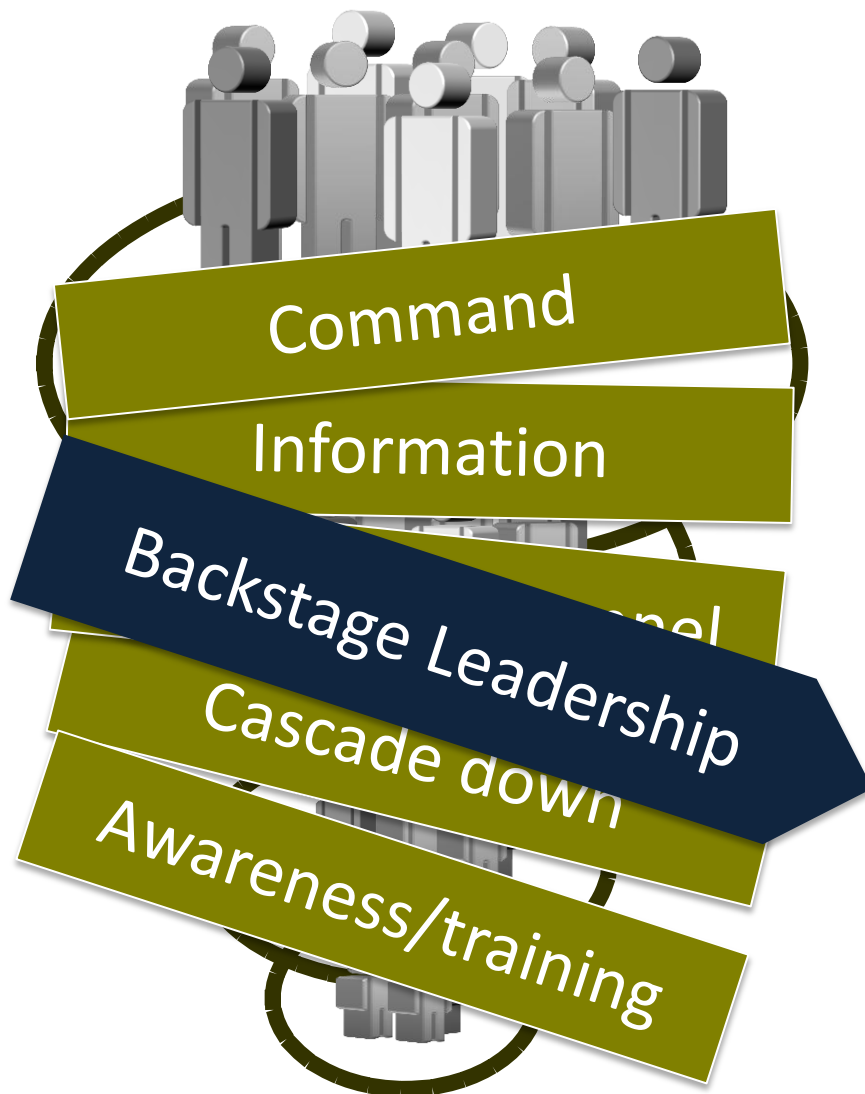 Command
Information
Backstage Leadership
Cascade down
Awareness/training